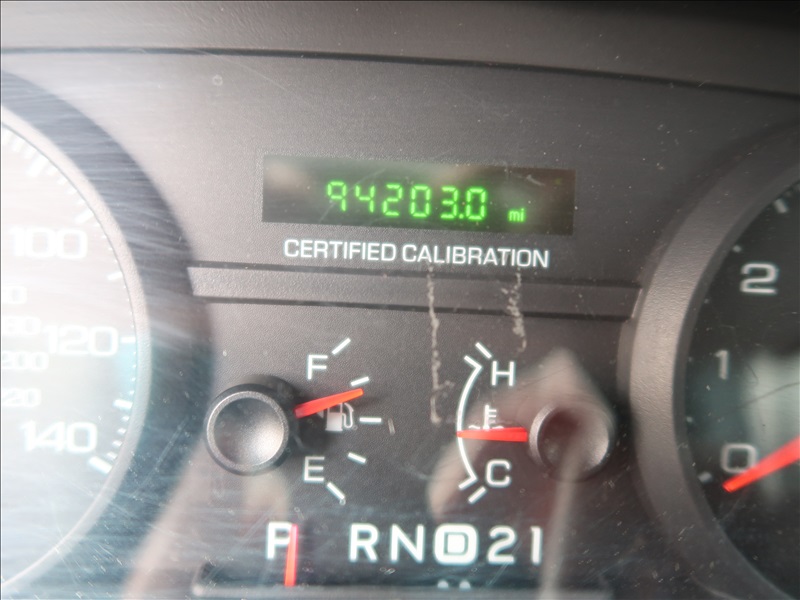 94203.0 mi
CERTIFIED CALIBRATION
100
120
140
F
E
H
C
2
1
0
P R N D 2 1